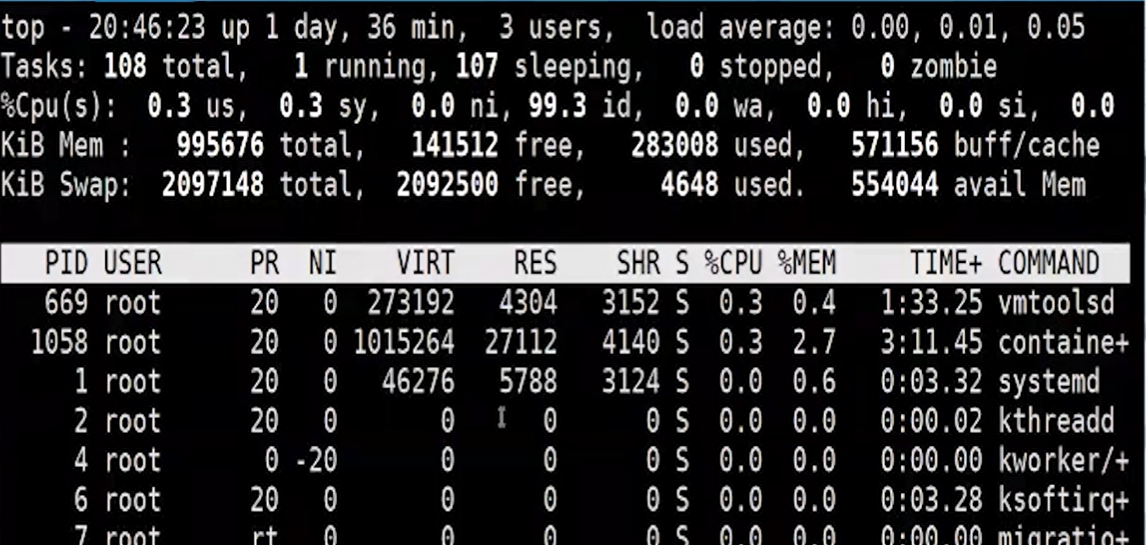 top - 20:46:23 up 1 day, 36 min,  3 users,  load average: 0.00, 0.01, 0.05
Tasks: 108 total,   1 running, 107 sleeping,   0 stopped,   0 zombie
%Cpu(s):  0.3 us,  0.3 sy,  0.0 ni, 99.3 id,  0.0 wa,  0.0 hi,  0.0 si,  0.0
KiB Mem :   995676 total,   141512 free,   283008 used,   571156 buff/cache
KiB Swap:  2097148 total,  2092500 free,     4648 used.   554044 avail Mem
PID USER      PR  NI    VIRT    RES    SHR S %CPU %MEM     TIME+ COMMAND
669 root      20   0  273192   4304   3152 S  0.3  0.4   1:33.25 vmtoolsd
1058 root      20   0 1015264  27112   4140 S  0.3  2.7   3:11.45 containe+
1 root      20   0   46276   5788   3124 S  0.0  0.6   0:03.32 systemd
2 root      20   0       0      0      0 S  0.0  0.0   0:00.02 kthreadd
4 root       0 -20       0      0      0 S  0.0  0.0   0:00.00 kworker/+
6 root      20   0       0      0      0 S  0.0  0.0   0:03.28 ksoftirq+
7 root      rt   0       0      0      0 S  0.0  0.0   0:00.00 migratio+